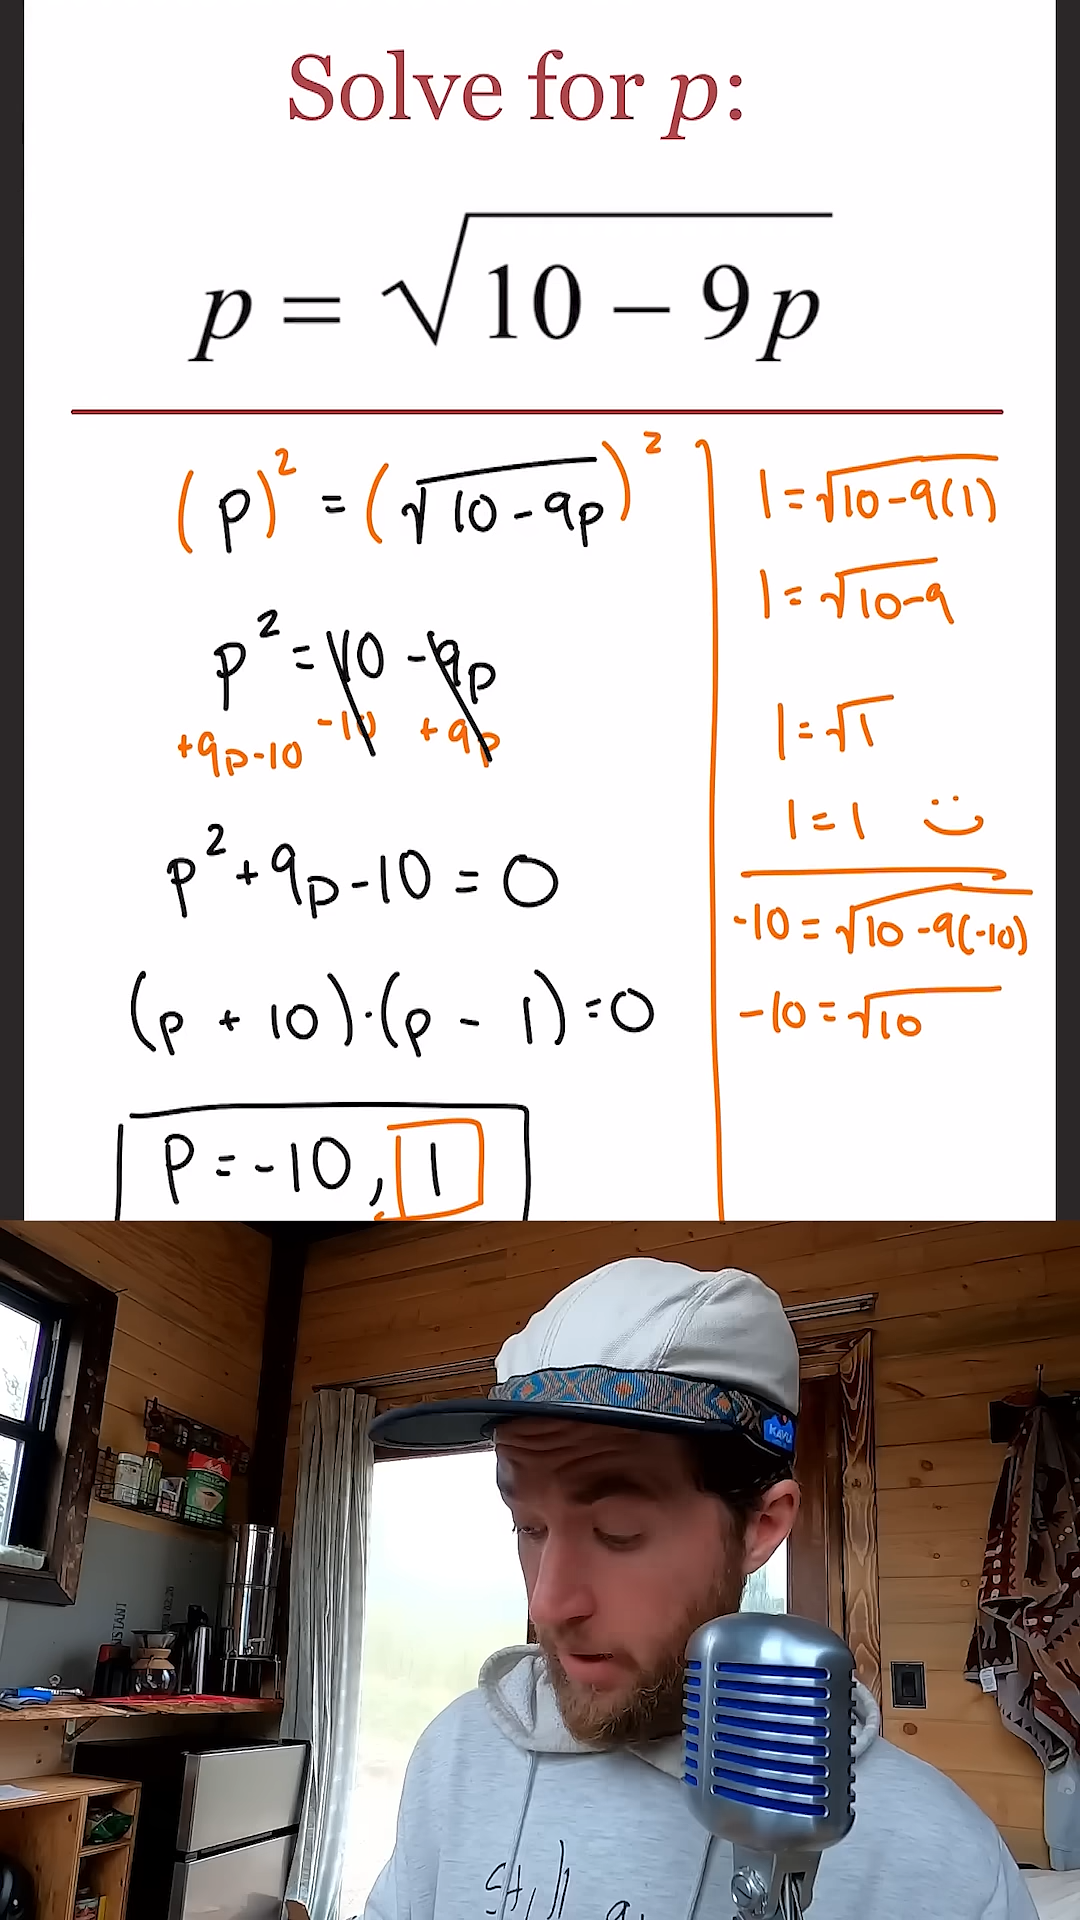 Solve for p:
p = √10 − 9p
(p)² = (√10 - 9p)²
p² = 10 - 9p
+9p-10 -10 +9p
p² + 9p - 10 = 0
(p + 10)·(p - 1) = 0
P = -10, 1
1 = √10 - 9(1)
1 = √10 - 9
1 = √1
1 = 1
-10 = √10 - 9(-10)
-10 = √10
KAVU
Still a